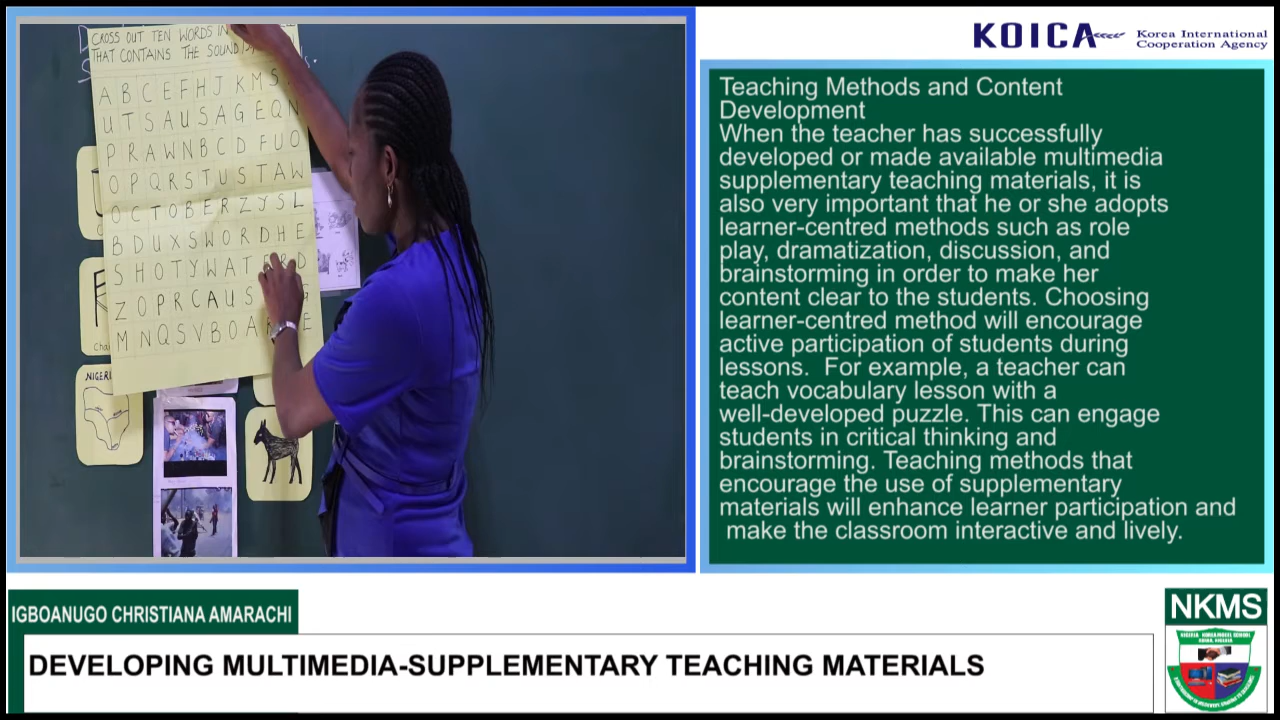 CROSS OUT TEN WORDS IN
THAT CONTAINS THE SOUND
A B C E F H J K M S
U T S A U S A G E Q N
P R A W N B C D F U O
O P Q R S T U S T A W
O C T O B E R Z Y S L
B D U X S W O R D H E
S H O T Y W A T
Z O P R C A U S
M N Q S V B O A
NIGERI
KOICA
Korea International
Cooperation Agency
Teaching Methods and Content
Development
When the teacher has successfully
developed or made available multimedia
supplementary teaching materials, it is
also very important that he or she adopts
learner-centred methods such as role
play, dramatization, discussion, and
brainstorming in order to make her
content clear to the students. Choosing
learner-centred method will encourage
active participation of students during
lessons.  For example, a teacher can
teach vocabulary lesson with a
well-developed puzzle. This can engage
students in critical thinking and
brainstorming. Teaching methods that
encourage the use of supplementary
materials will enhance learner participation and
make the classroom interactive and lively.
IGBOANUGO CHRISTIANA AMARACHI
DEVELOPING MULTIMEDIA-SUPPLEMENTARY TEACHING MATERIALS
NKMS